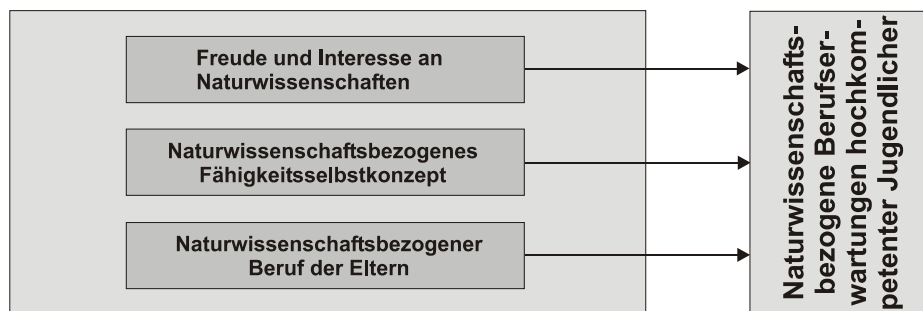 Freude und Interesse an
Naturwissenschaften
Naturwissenschaftsbezogenes
Fähigkeitsselbstkonzept
Naturwissenschaftsbezogener
Beruf der Eltern
Naturwissenschafts-
bezogene Berufser-
wartungen hochkom-
petenter Jugendlicher